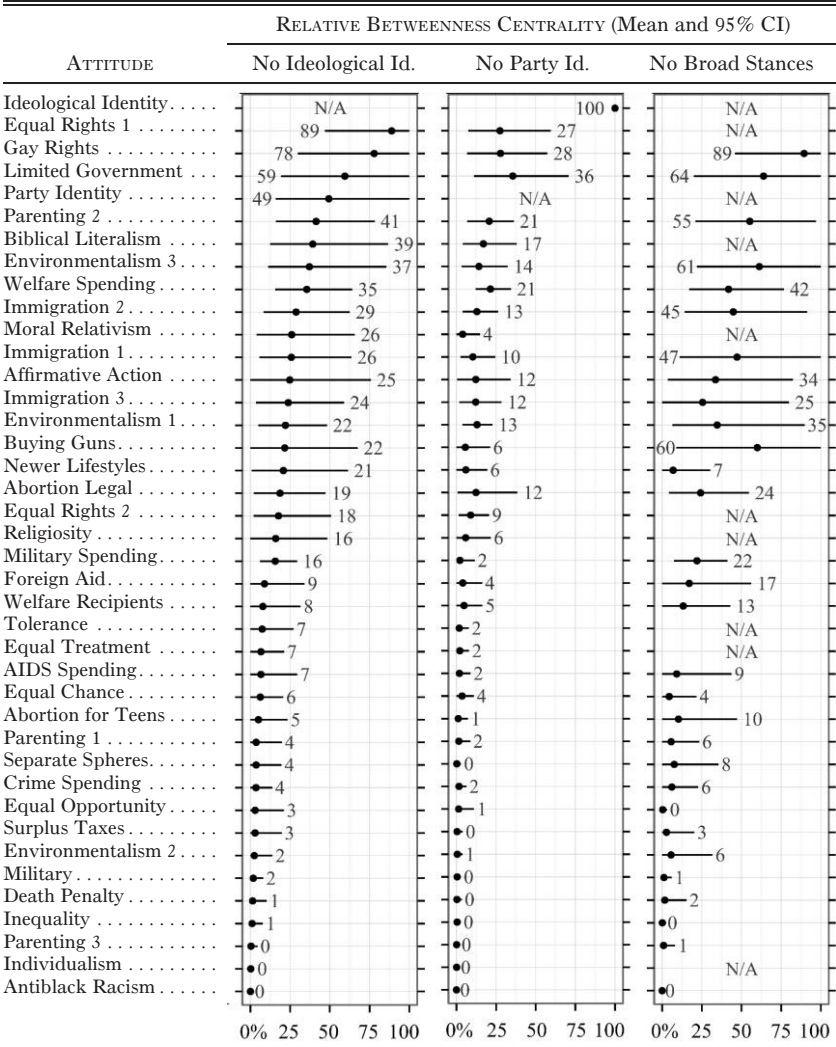 RELATIVE BETWEENNESS CENTRALITY (Mean and 95% CI)
ATTITUDE No Ideological Id. No Party Id. No Broad Stances
Ideological Identity..... N/A 100 N/A
Equal Rights 1 ........ 89 27 N/A
Gay Rights ........... 78 28 89
Limited Government ... 59 36 64
Party Identity ......... 49 N/A N/A
Parenting 2 ........... 41 21 55
Biblical Literalism ..... 39 17 N/A
Environmentalism 3.... 37 14 61
Welfare Spending...... 35 21 42
Immigration 2 ........ 29 13 45
Moral Relativism ...... 26 4 N/A
Immigration 1......... 26 10 47
Affirmative Action ..... 25 12 34
Immigration 3......... 24 12 25
Environmentalism 1.... 22 13 35
Buying Guns.......... 22 6 60
Newer Lifestyles....... 21 6 7
Abortion Legal ........ 19 12 24
Equal Rights 2 ........ 18 9 N/A
Religiosity ............ 16 6 N/A
Military Spending...... 16 2 22
Foreign Aid........... 9 4 17
Welfare Recipients ..... 8 5 13
Tolerance ............ 7 2 N/A
Equal Treatment ...... 7 2 N/A
AIDS Spending........ 7 2 9
Equal Chance......... 6 4 4
Abortion for Teens..... 5 1 10
Parenting 1 .......... 4 2 6
Separate Spheres....... 4 0 8
Crime Spending ....... 4 2 6
Equal Opportunity..... 3 1 0
Surplus Taxes......... 3 0 3
Environmentalism 2.... 2 1 6
Military.............. 2 0 1
Death Penalty......... 1 0 2
Inequality ............ 1 0 0
Parenting 3 ........... 0 0 1
Individualism ......... 0 0 N/A
Antiblack Racism ...... 0 0 0
0% 25 50 75 100 0% 25 50 75 100 0% 25 50 75 100